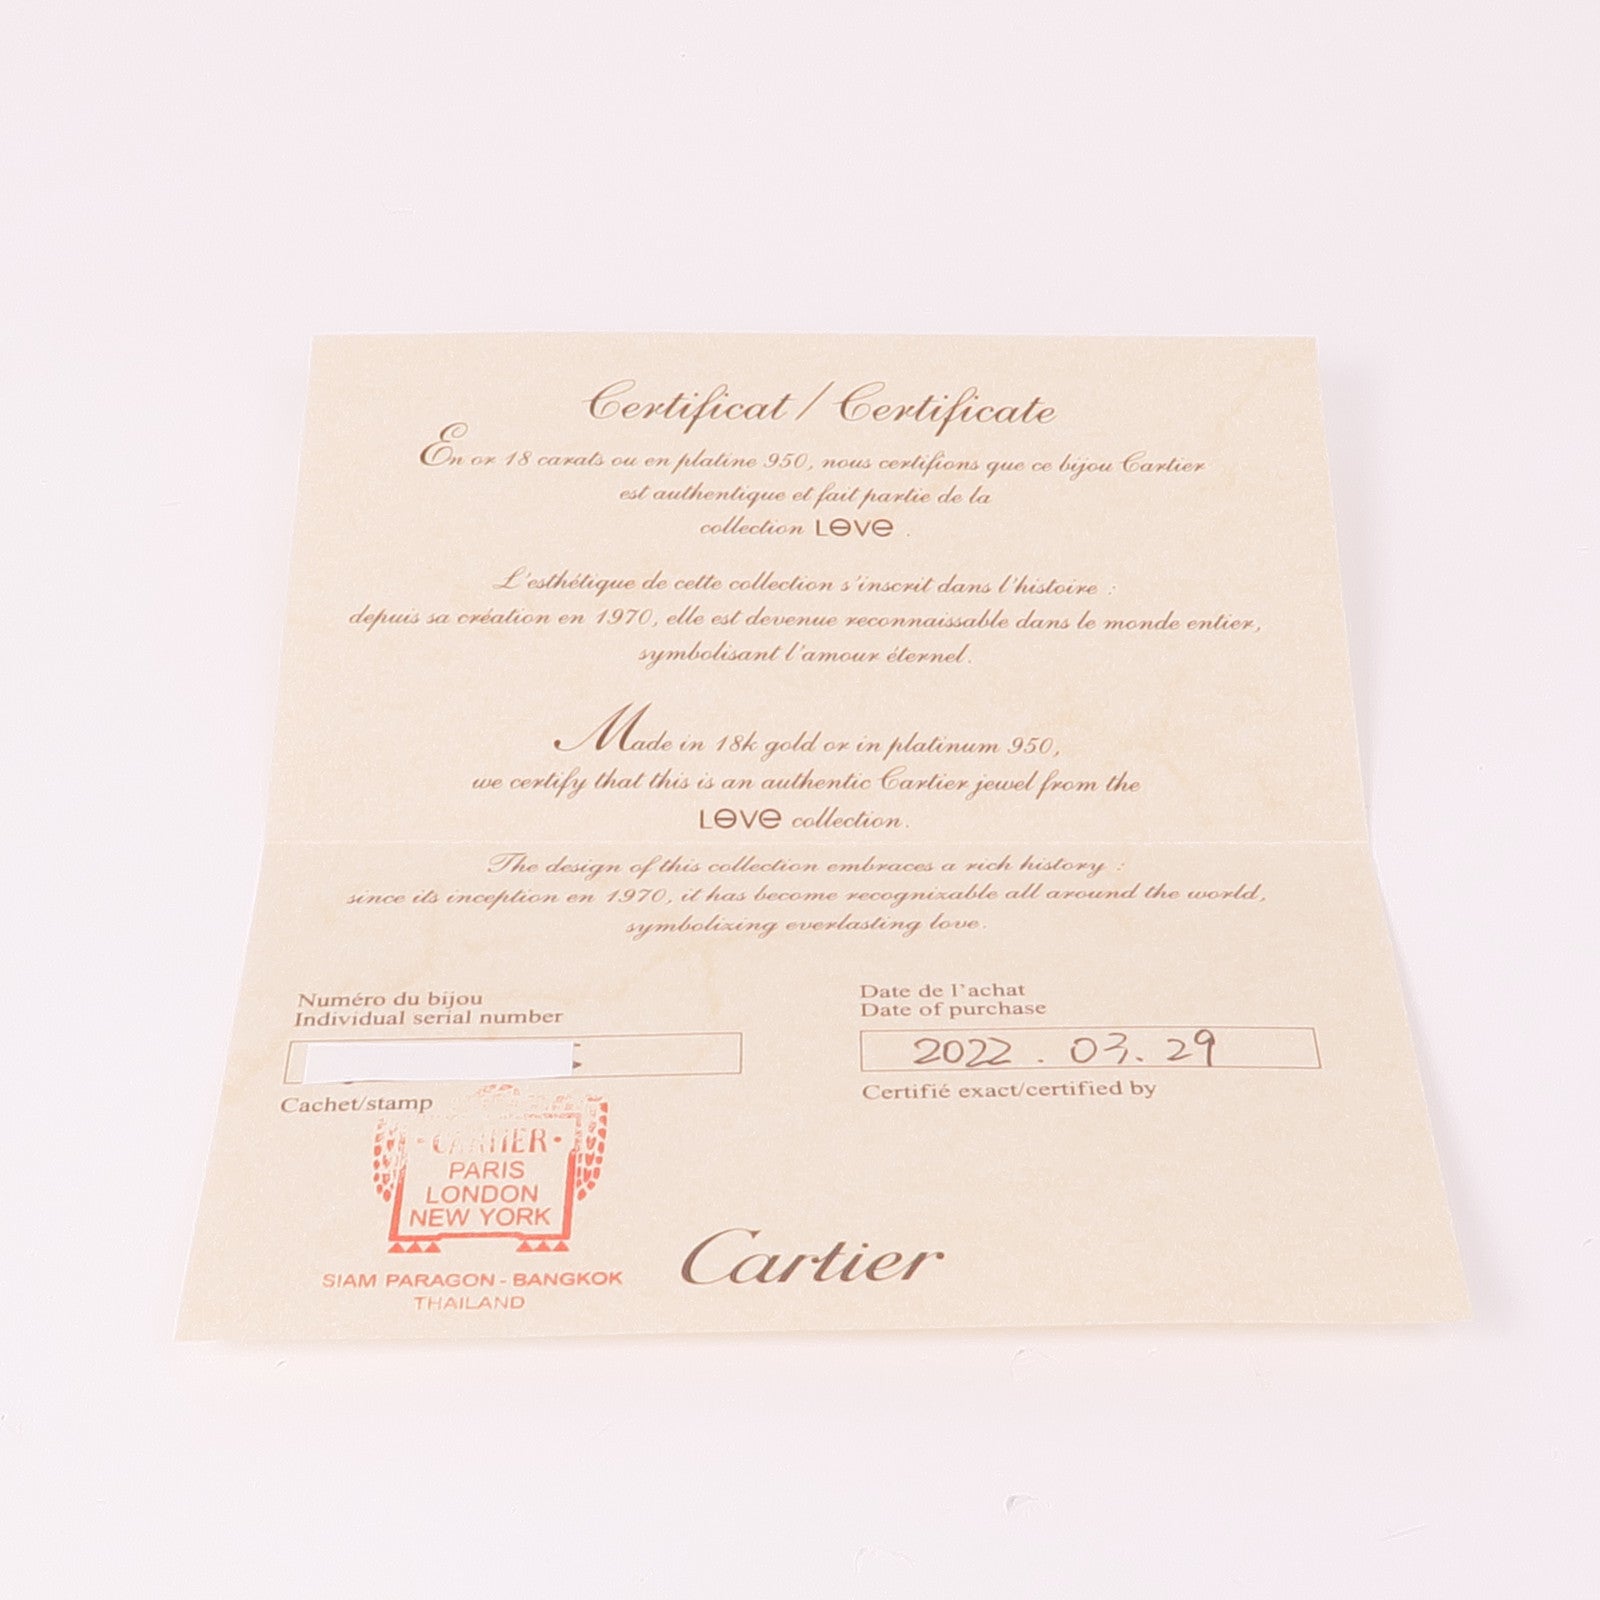 Certificat / Certificate
En or 18 carats ou en platine 950, nous certifions que ce bijou Cartier
est authentique et fait partie de la
collection LOVE .
L'esthétique de cette collection s'inscrit dans l'histoire :
depuis sa création en 1970, elle est devenue reconnaissable dans le monde entier,
symbolisant l'amour éternel.
Made in 18k gold or in platinum 950,
we certify that this is an authentic Cartier jewel from the
LOVE collection.
The design of this collection embraces a rich history :
since its inception en 1970, it has become recognizable all around the world,
symbolizing everlasting love.
Numéro du bijou
Individual serial number
Date de l'achat
Date of purchase
2022 . 03. 29
Cachet/stamp
Certifié exact/certified by
· CARTIER ·
PARIS
LONDON
NEW YORK
SIAM PARAGON - BANGKOK
THAILAND
Cartier